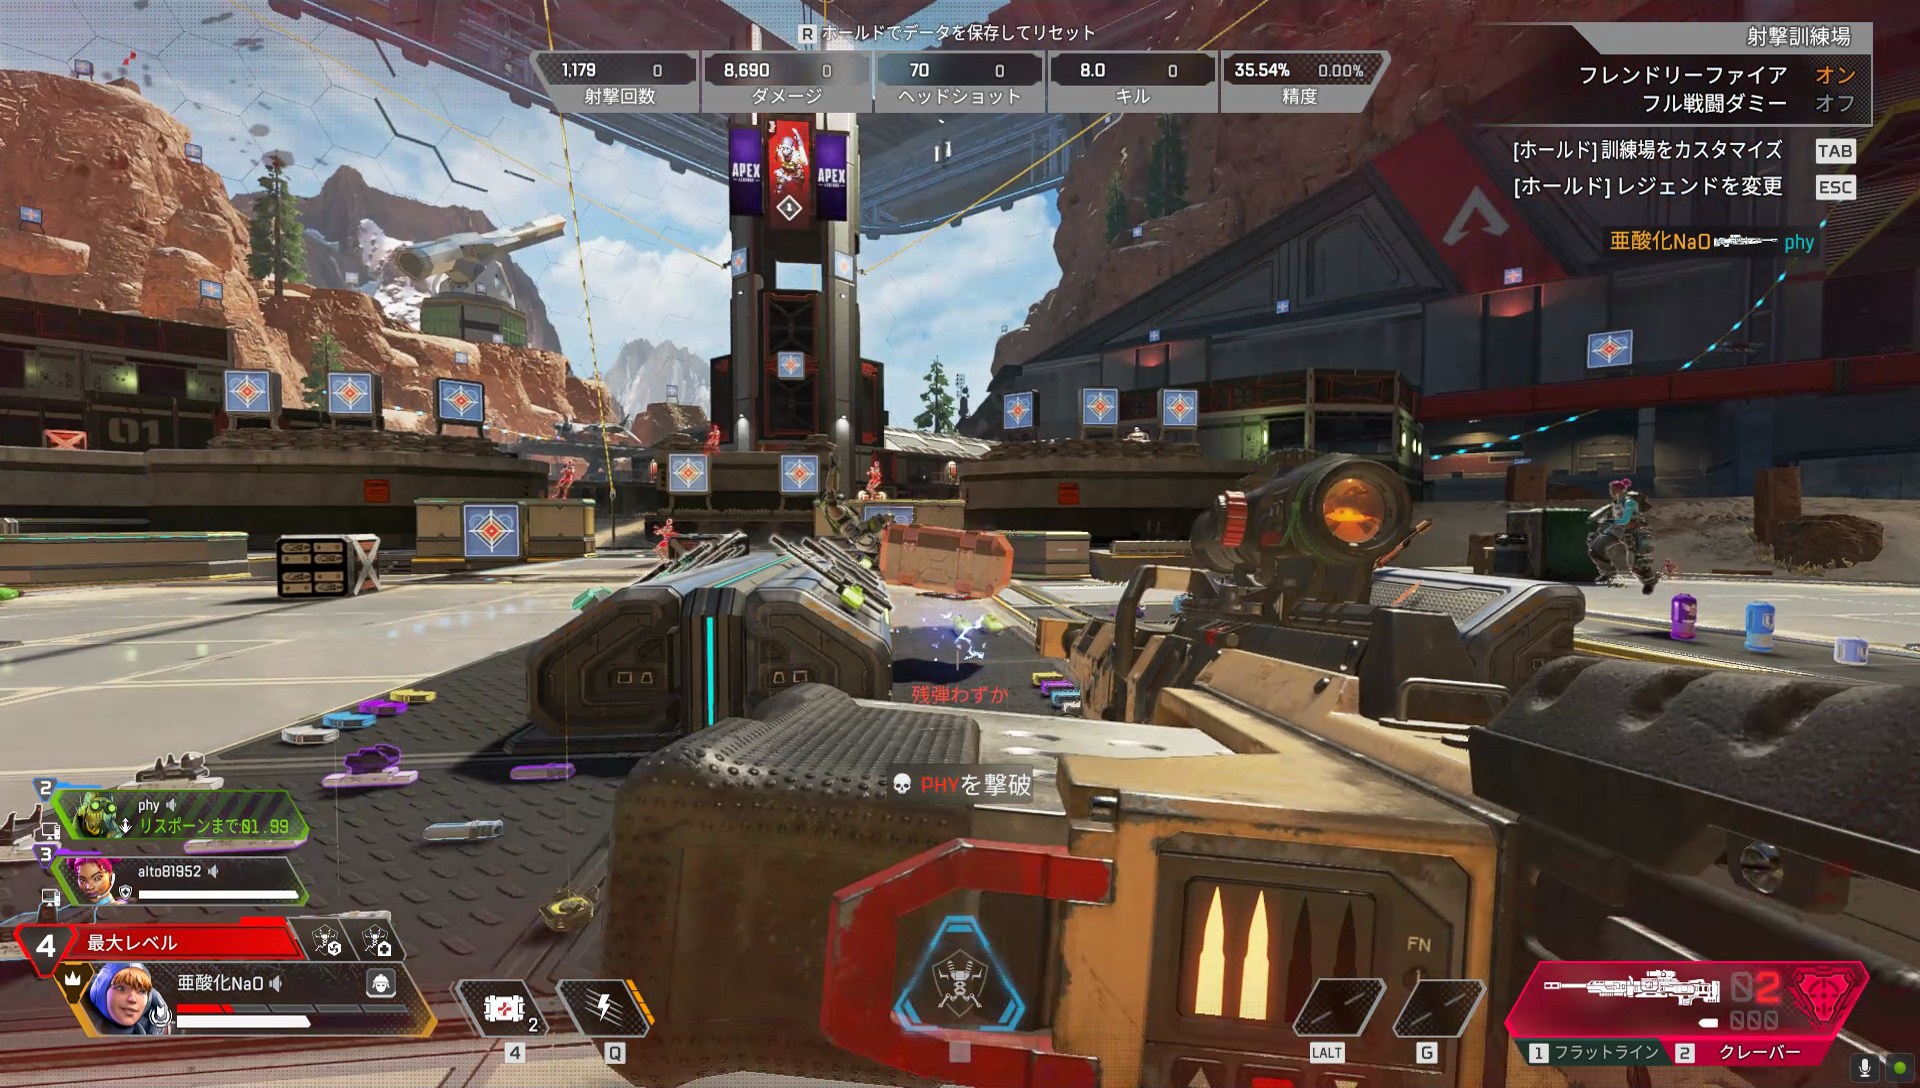 R ホールドでデータを保存してリセット
1,179 0
射撃回数
8,690 0
ダメージ
70 0
ヘッドショット
8.0 0
キル
35.54% 0.00%
精度
射撃訓練場
フレンドリーファイア オン
フル戦闘ダミー オフ
[ホールド]訓練場をカスタマイズ TAB
[ホールド]レジェンドを変更 ESC
亜酸化NaO phy
APEX
APEX
1
01
残弾わずか
PHYを撃破
2
phy
リスポーンまで:01.99
3
alto81952
4
最大レベル
亜酸化NaO
2
4
Q
FN
LALT
G
02
000
1 フラットライン
2 クレーバー